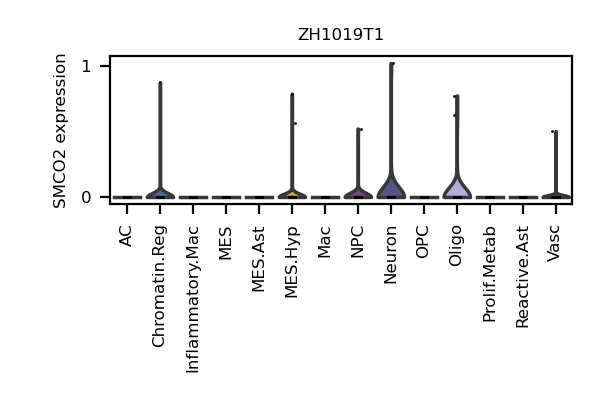 ZH1019T1
SMCO2 expression
1
0
AC
Chromatin.Reg
Inflammatory.Mac
MES
MES.Ast
MES.Hyp
Mac
NPC
Neuron
OPC
Oligo
Prolif.Metab
Reactive.Ast
Vasc